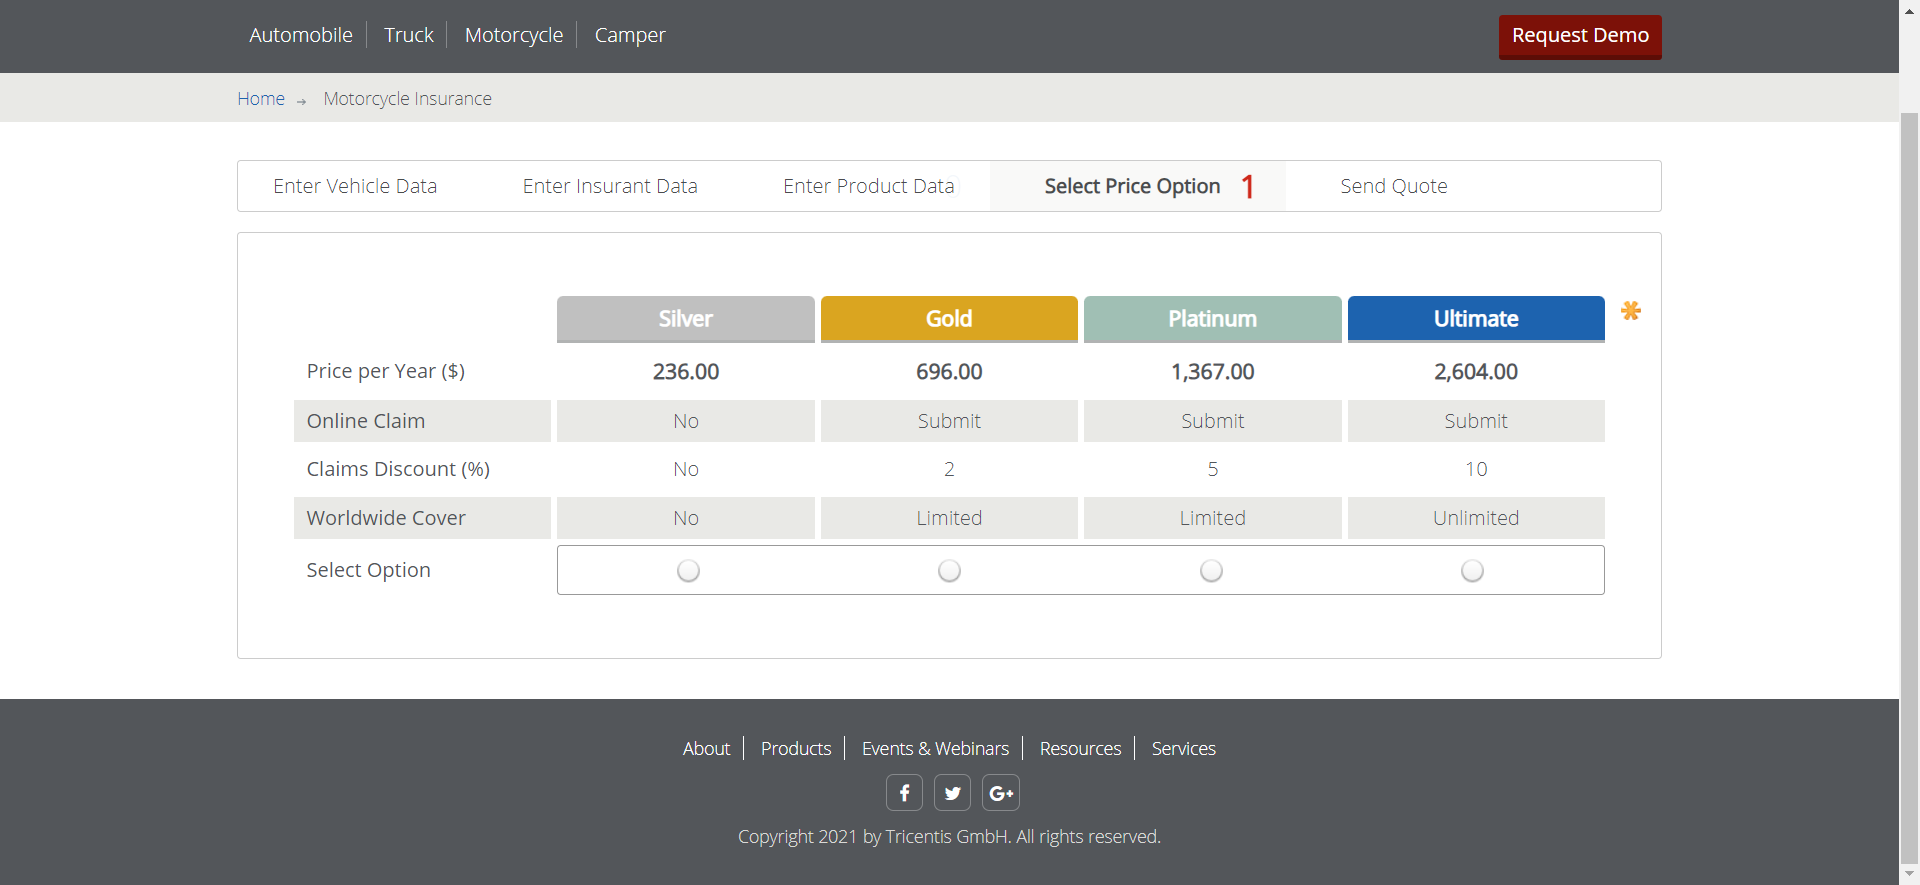 Automobile Truck Motorcycle Camper Request Demo
Home → Motorcycle Insurance
Enter Vehicle Data Enter Insurant Data Enter Product Data Select Price Option 1 Send Quote
Silver Gold Platinum Ultimate
Price per Year ($) 236.00 696.00 1,367.00 2,604.00
Online Claim No Submit Submit Submit
Claims Discount (%) No 2 5 10
Worldwide Cover No Limited Limited Unlimited
Select Option
About Products Events & Webinars Resources Services
f G+
Copyright 2021 by Tricentis GmbH. All rights reserved.